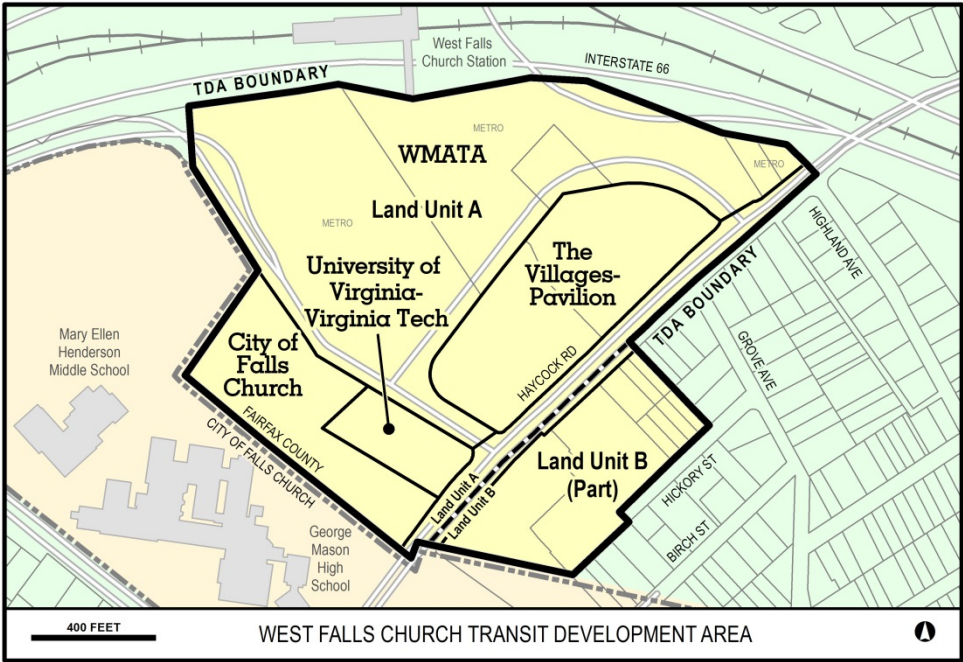 West Falls
Church Station
INTERSTATE 66
TDA BOUNDARY
METRO
WMATA
METRO
Land Unit A
METRO
HIGHLAND AVE
The
Villages-
Pavilion
University of
Virginia-
Virginia Tech
TDA BOUNDARY
City of
Falls
Church
Mary Ellen
Henderson
Middle School
HAYCOCK RD
GROVE AVE
FAIRFAX COUNTY
CITY OF FALLS CHURCH
Land Unit B
(Part)
HICKORY ST
Land Unit A
Land Unit B
BIRCH ST
George
Mason
High
School
400 FEET
WEST FALLS CHURCH TRANSIT DEVELOPMENT AREA